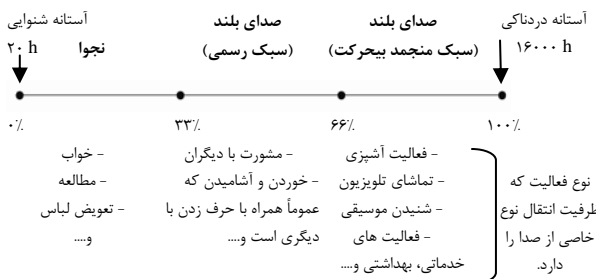 آستانه شنوایی
۲۰ h
نجوا
صدای بلند
(سبک رسمی)
صدای بلند
(سبک منجمد بیحرکت)
آستانه دردناکی
۱۶۰۰۰ h
۰٪
۳۳٪
۶۶٪
۱۰۰٪
- خواب
- مطالعه
- تعویض لباس
و....
- مشورت با دیگران
- خوردن و آشامیدن که
عموماً همراه با حرف زدن با
دیگری است و....
- فعالیت آشپزی
- تماشای تلویزیون
- شنیدن موسیقی
- فعالیت های
خدماتی، بهداشتی و....
نوع فعالیت که
ظرفیت انتقال نوع
خاصی از صدا را
دارد.